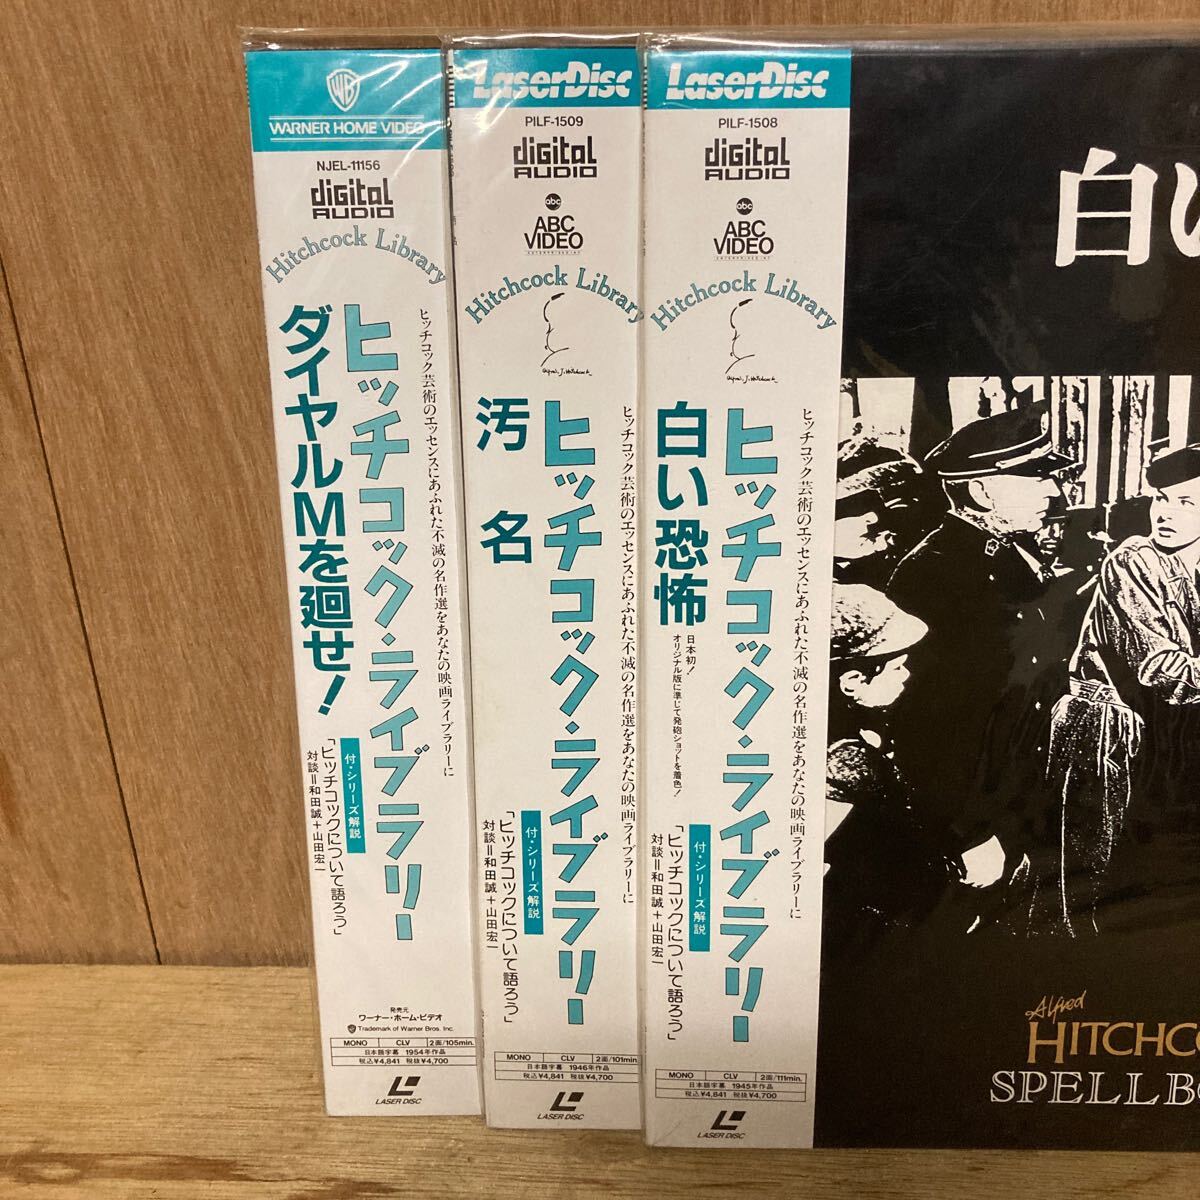 WB
WARNER HOME VIDEO
NJEL-11156
digital
AUDIO
Hitchcock Library
ヒッチコック芸術のエッセンスにあふれた不滅の名作選をあなたの映画ライブラリーに
ヒッチコック・ライブラリー
ダイヤルMを廻せ!
付・シリーズ解説
「ヒッチコックについて語ろう」
対談=和田誠+山田宏一
発売元
ワーナー・ホーム・ビデオ
Trademark of Warner Bros. Inc.
MONO CLV 2面/105min.
日本語字幕 1954年作品
税込¥4,841 税抜¥4,700
LASER DISC
LaserDisc
PILF-1509
digital
AUDIO
abc
ABC
VIDEO
ENTERPRISES INC
Hitchcock Library
Alfred J. Hitchcock
ヒッチコック芸術のエッセンスにあふれた不滅の名作選をあなたの映画ライブラリーに
ヒッチコック・ライブラリー
汚名
付・シリーズ解説
「ヒッチコックについて語ろう」
対談=和田誠+山田宏一
MONO CLV 2面/101min.
日本語字幕 1946年作品
税込¥4,841 税抜¥4,700
LASER DISC
LaserDisc
PILF-1508
digital
AUDIO
abc
ABC
VIDEO
ENTERPRISES INC
Hitchcock Library
Alfred J. Hitchcock
ヒッチコック芸術のエッセンスにあふれた不滅の名作選をあなたの映画ライブラリーに
ヒッチコック・ライブラリー
白い恐怖
日本初!
オリジナル版に準じて発砲ショットを着色!
付・シリーズ解説
「ヒッチコックについて語ろう」
対談=和田誠+山田宏一
MONO CLV 2面/111min.
日本語字幕 1945年作品
税込¥4,841 税抜¥4,700
LASER DISC
白い
Alfred
HITCHCO
SPELLBO